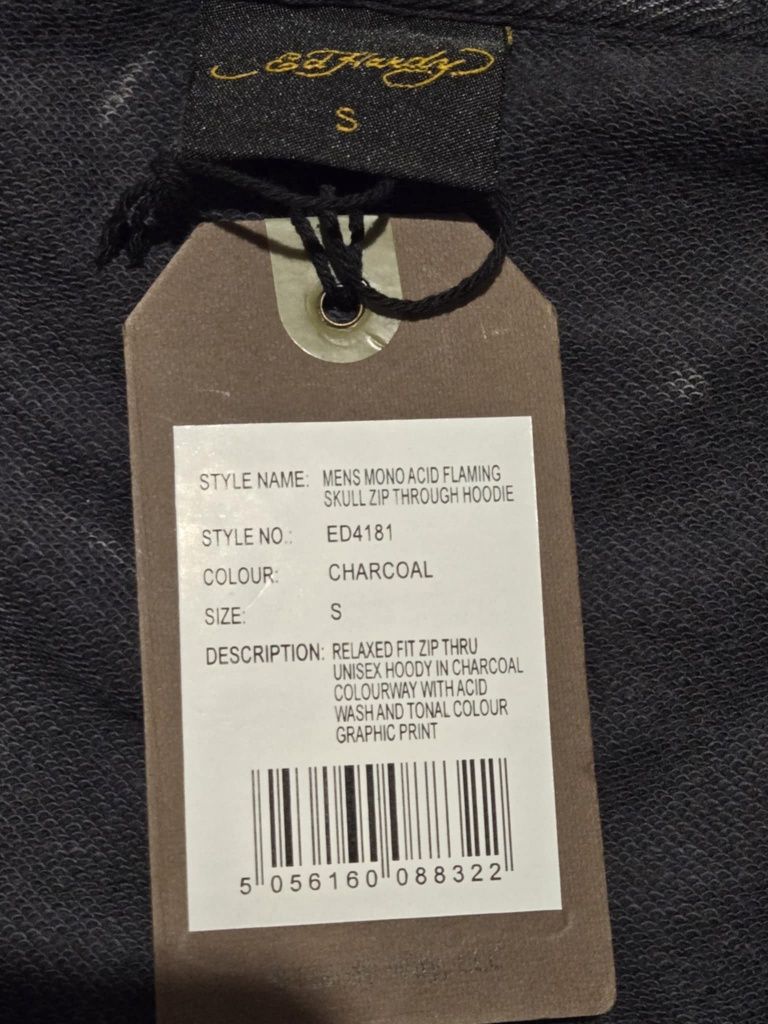 Ed Hardy
S
STYLE NAME: MENS MONO ACID FLAMING
SKULL ZIP THROUGH HOODIE
STYLE NO.: ED4181
COLOUR: CHARCOAL
SIZE: S
DESCRIPTION: RELAXED FIT ZIP THRU
UNISEX HOODY IN CHARCOAL
COLOURWAY WITH ACID
WASH AND TONAL COLOUR
GRAPHIC PRINT
5 056160 088322